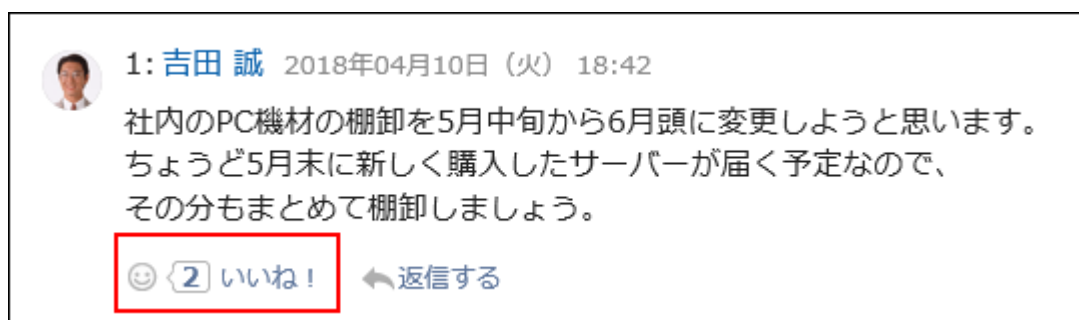 1: 吉田 誠 2018年04月10日（火） 18:42
社内のPC機材の棚卸を5月中旬から6月頭に変更しようと思います。
ちょうど5月末に新しく購入したサーバーが届く予定なので、
その分もまとめて棚卸しましょう。
2 いいね！ 返信する